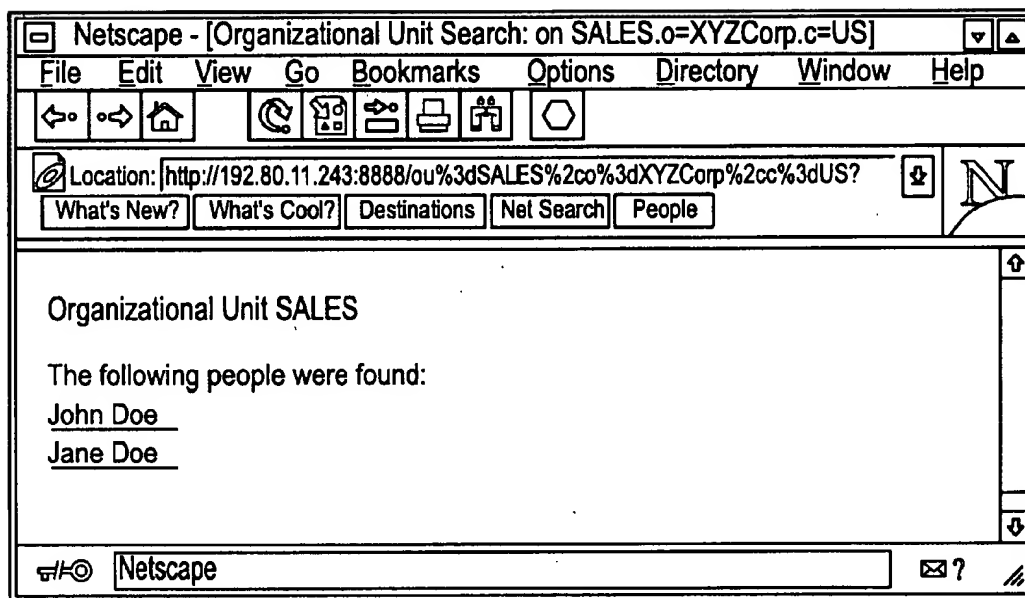 Netscape - [Organizational Unit Search: on SALES.o=XYZCorp.c=US]
File Edit View Go Bookmarks Options Directory Window Help
Location: http://192.80.11.243:8888/ou%3dSALES%2co%3dXYZCorp%2cc%3dUS?
N
What's New? What's Cool? Destinations Net Search People
Organizational Unit SALES
The following people were found:
John Doe
Jane Doe
Netscape ?